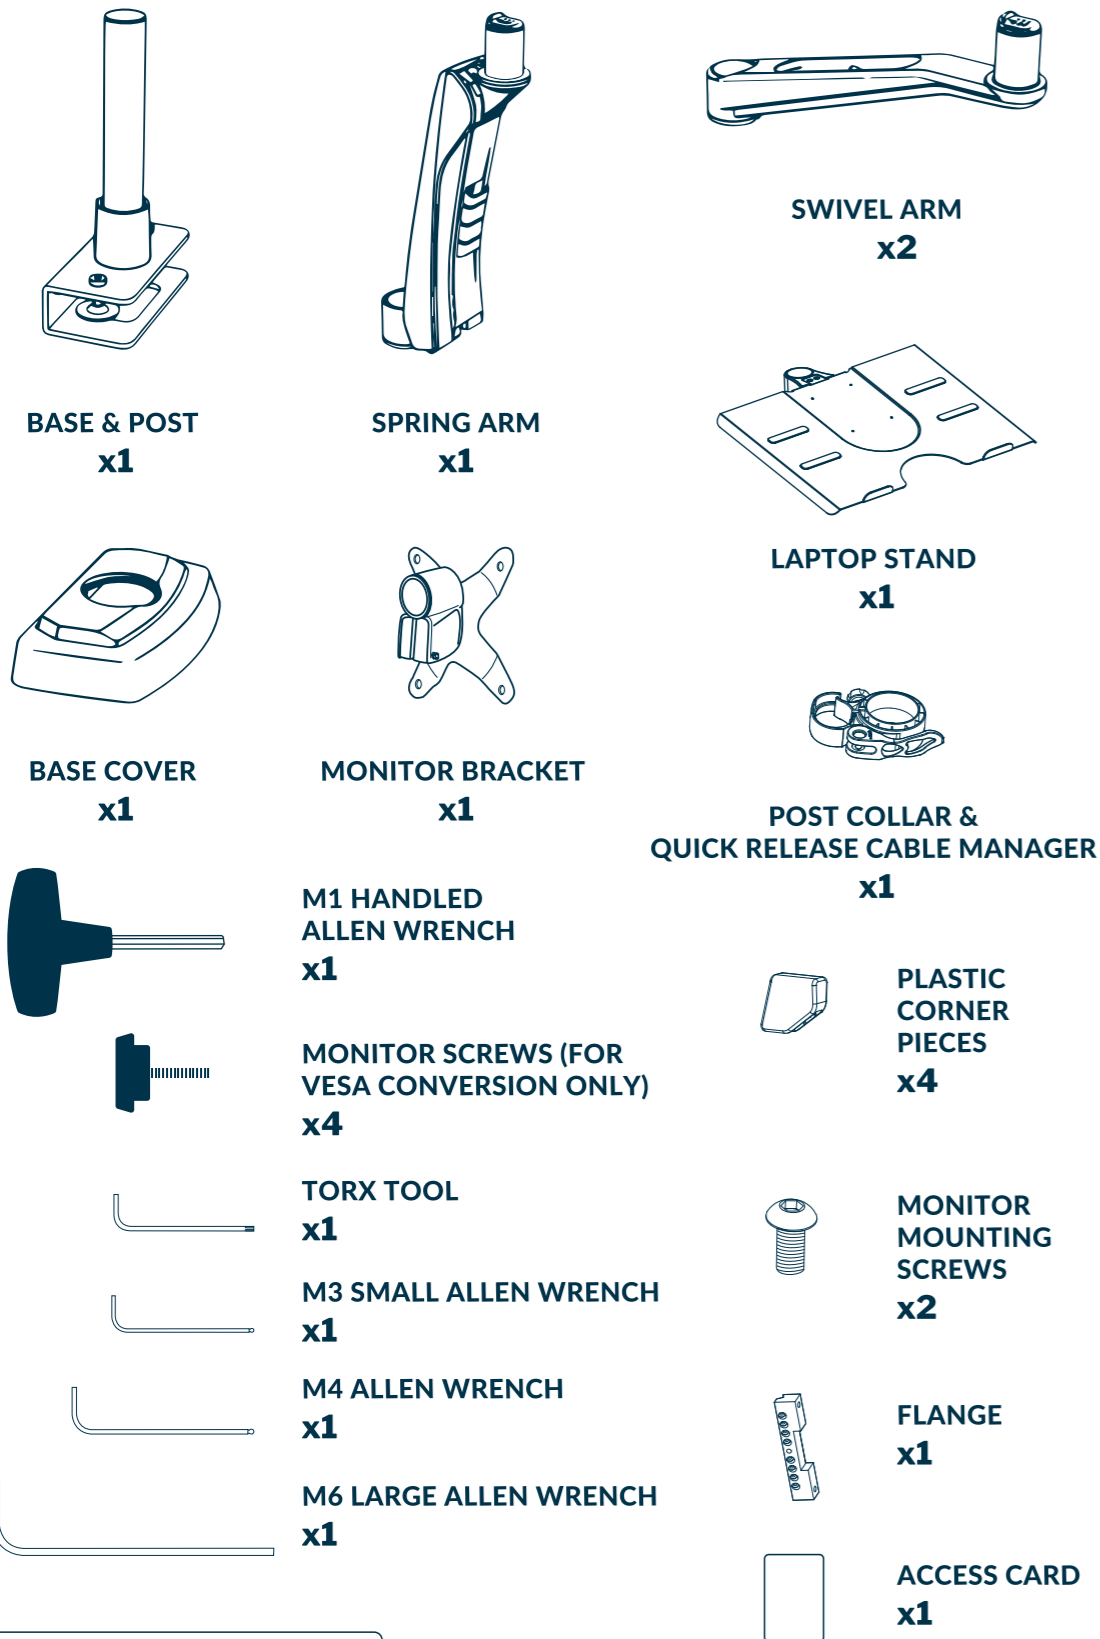 BASE & POST
x1
SPRING ARM
x1
SWIVEL ARM
x2
LAPTOP STAND
x1
BASE COVER
x1
MONITOR BRACKET
x1
POST COLLAR &
QUICK RELEASE CABLE MANAGER
x1
M1 HANDLED
ALLEN WRENCH
x1
MONITOR SCREWS (FOR
VESA CONVERSION ONLY)
x4
TORX TOOL
x1
M3 SMALL ALLEN WRENCH
x1
M4 ALLEN WRENCH
x1
M6 LARGE ALLEN WRENCH
x1
PLASTIC
CORNER
PIECES
x4
MONITOR
MOUNTING
SCREWS
x2
FLANGE
x1
ACCESS CARD
x1